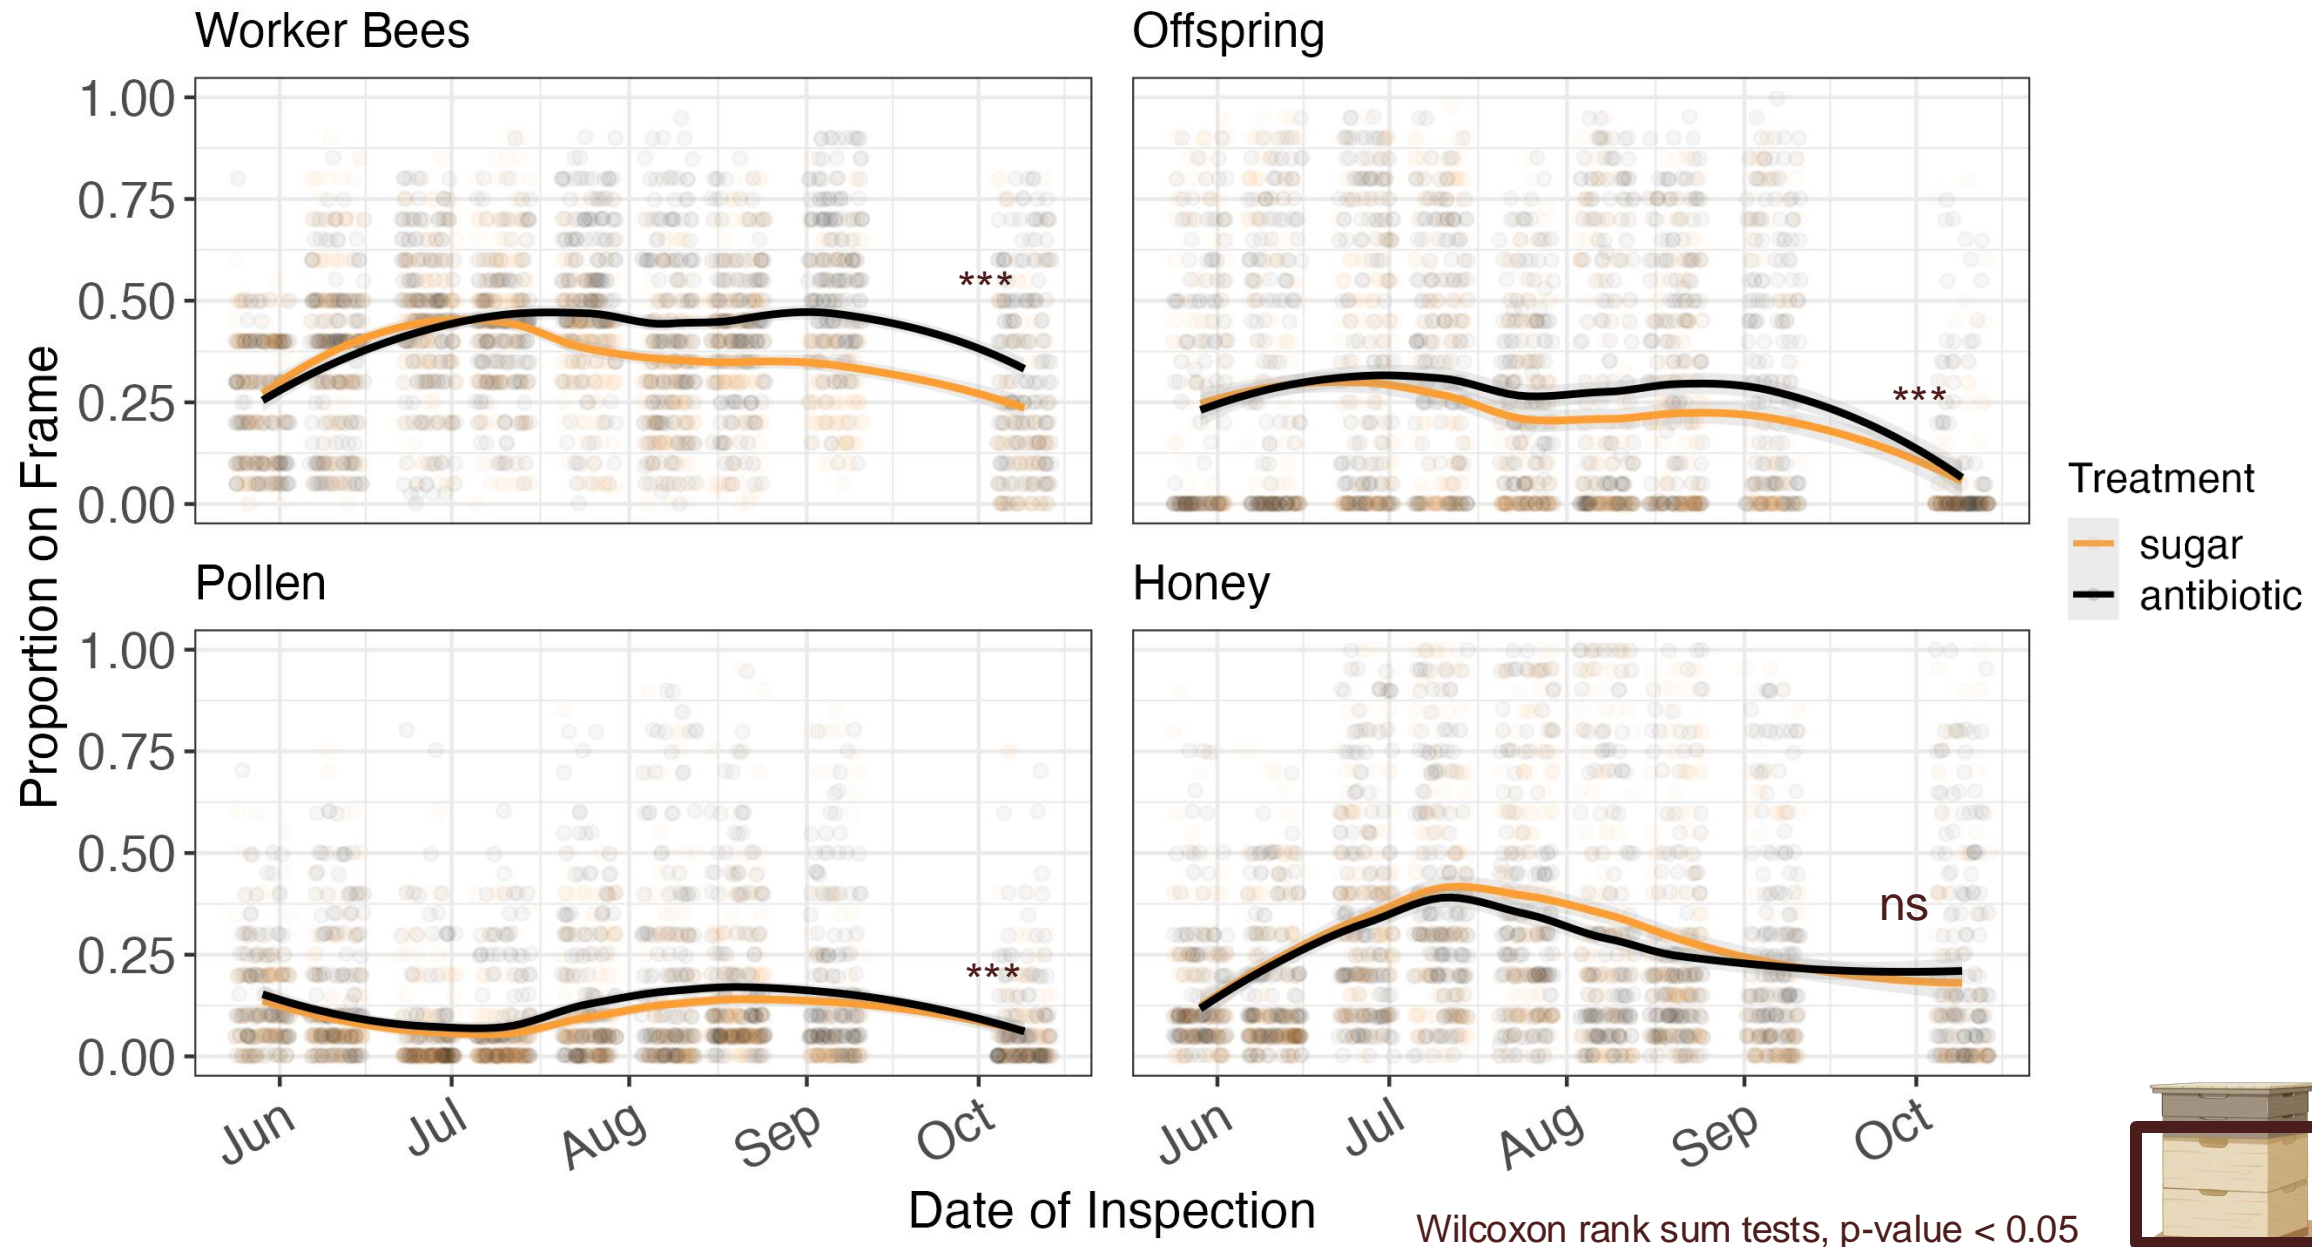 Worker Bees
Offspring
1.00
0.75
0.50
0.25
0.00
***
***
Proportion on Frame
Treatment
sugar
antibiotic
Pollen
Honey
1.00
0.75
0.50
0.25
0.00
***
ns
Jun Jul Aug Sep Oct
Jun Jul Aug Sep Oct
Date of Inspection
Wilcoxon rank sum tests, p-value < 0.05